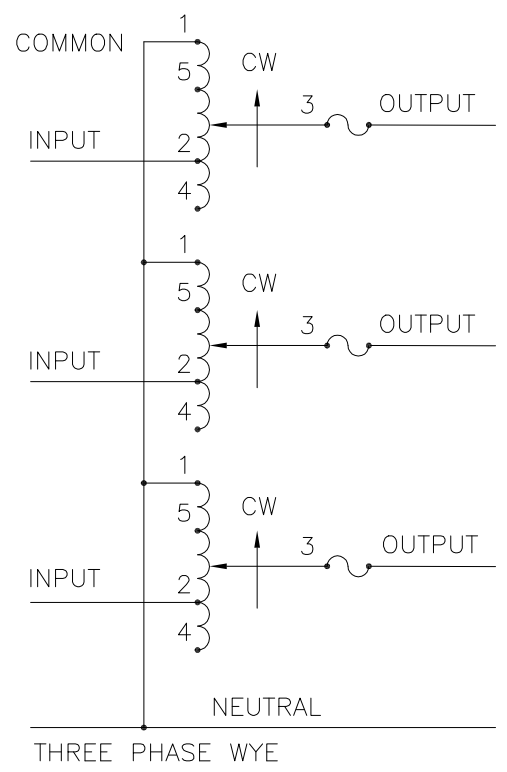 1
COMMON
5
CW
3
OUTPUT
INPUT
2
4
1
5
CW
3
OUTPUT
INPUT
2
4
1
5
CW
3
OUTPUT
INPUT
2
4
NEUTRAL
THREE PHASE WYE